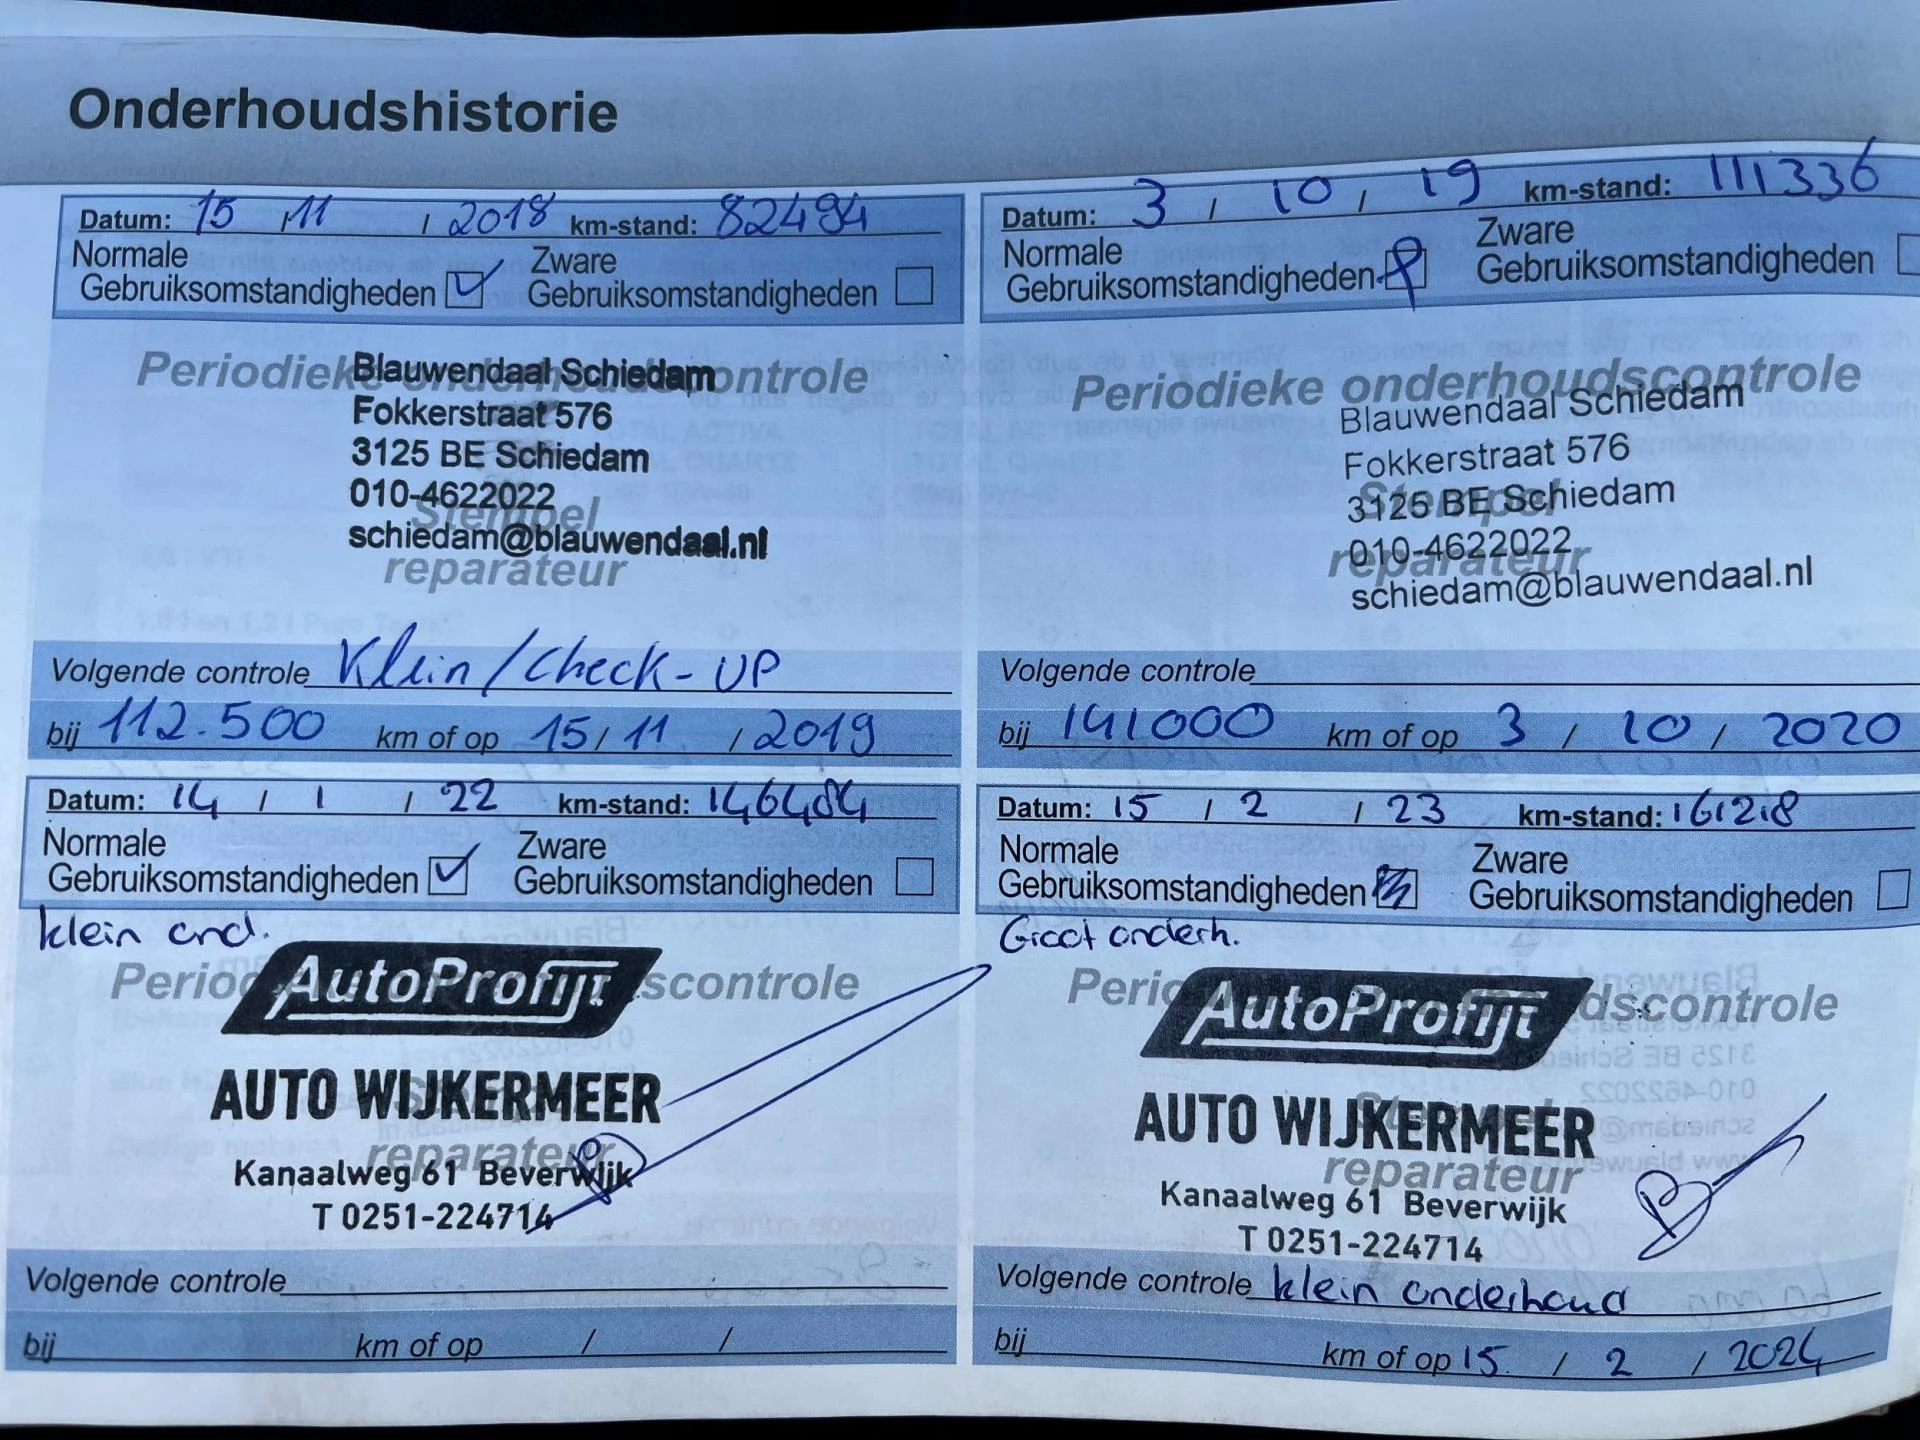 Onderhoudshistorie
Datum: 15 / 11 / 2018 km-stand: 82494
Normale Gebruiksomstandigheden
Zware Gebruiksomstandigheden
Periodieke onderhoudscontrole
Blauwendaal Schiedam
Fokkerstraat 576
3125 BE Schiedam
010-4622022
Stempel
schiedam@blauwendaal.nl
reparateur
Volgende controle Klein/Check-UP
bij 112.500 km of op 15/ 11 / 2019
Datum: 3 / 10 / 19 km-stand: 111336
Normale Gebruiksomstandigheden
Zware Gebruiksomstandigheden
Periodieke onderhoudscontrole
Blauwendaal Schiedam
Fokkerstraat 576
3125 BE Schiedam
Stempel
010-4622022
reparateur
schiedam@blauwendaal.nl
Volgende controle
bij 141000 km of op 3 / 10 / 2020
Datum: 14 / 1 / 22 km-stand: 146484
Normale Gebruiksomstandigheden
Zware Gebruiksomstandigheden
klein ond.
AutoProfijt
AUTO WIJKERMEER
reparateur
Kanaalweg 61 Beverwijk
T 0251-224714
Volgende controle
bij km of op / /
Datum: 15 / 2 / 23 km-stand: 161218
Normale Gebruiksomstandigheden
Zware Gebruiksomstandigheden
Groot onderh.
AutoProfijt
AUTO WIJKERMEER
reparateur
Kanaalweg 61 Beverwijk
T 0251-224714
Volgende controle klein onderhoud
bij km of op 15. / 2 / 2024